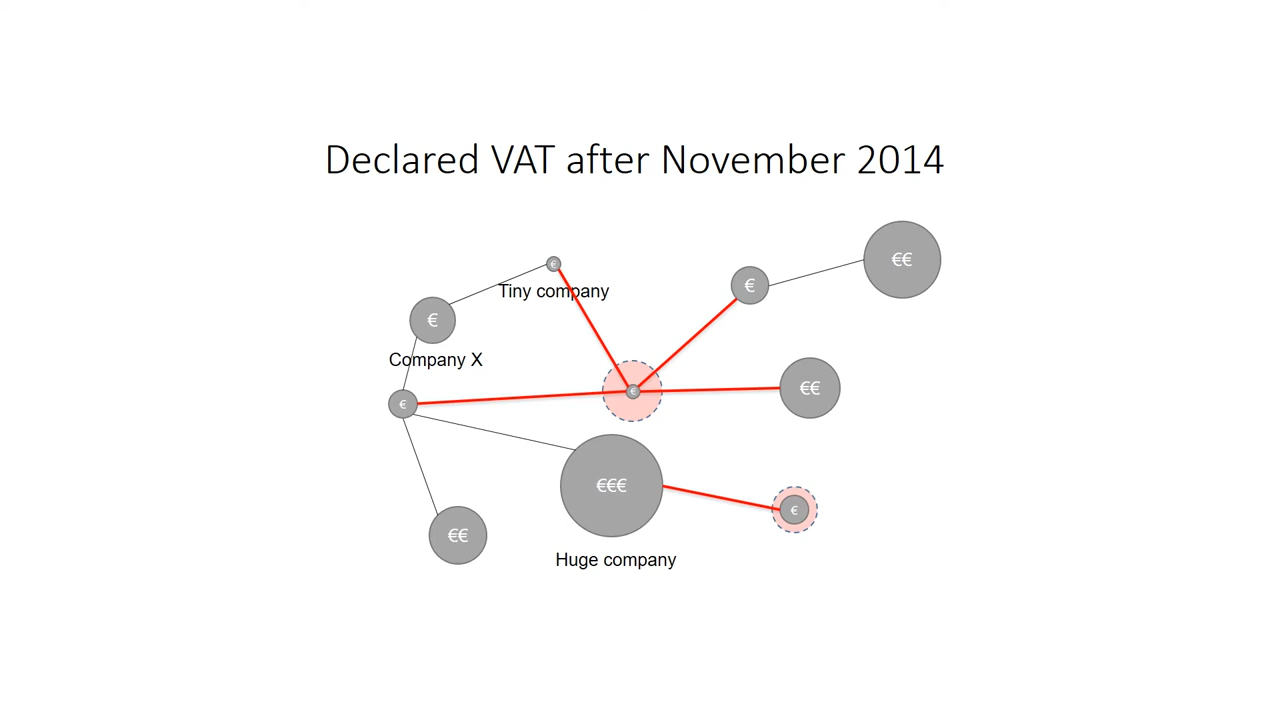 Declared VAT after November 2014
€
€€
€
Tiny company
€
Company X
€
€€
€
€€€
€
€€
Huge company